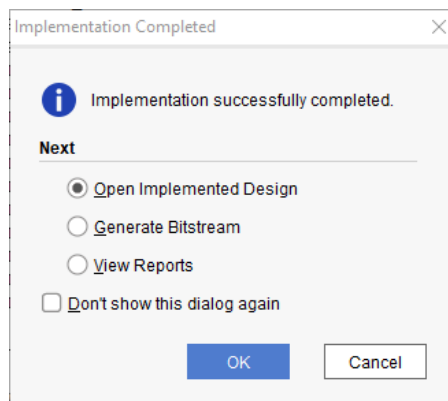 Implementation Completed
Implementation successfully completed.
Next
Open Implemented Design
Generate Bitstream
View Reports
Don't show this dialog again
OK
Cancel